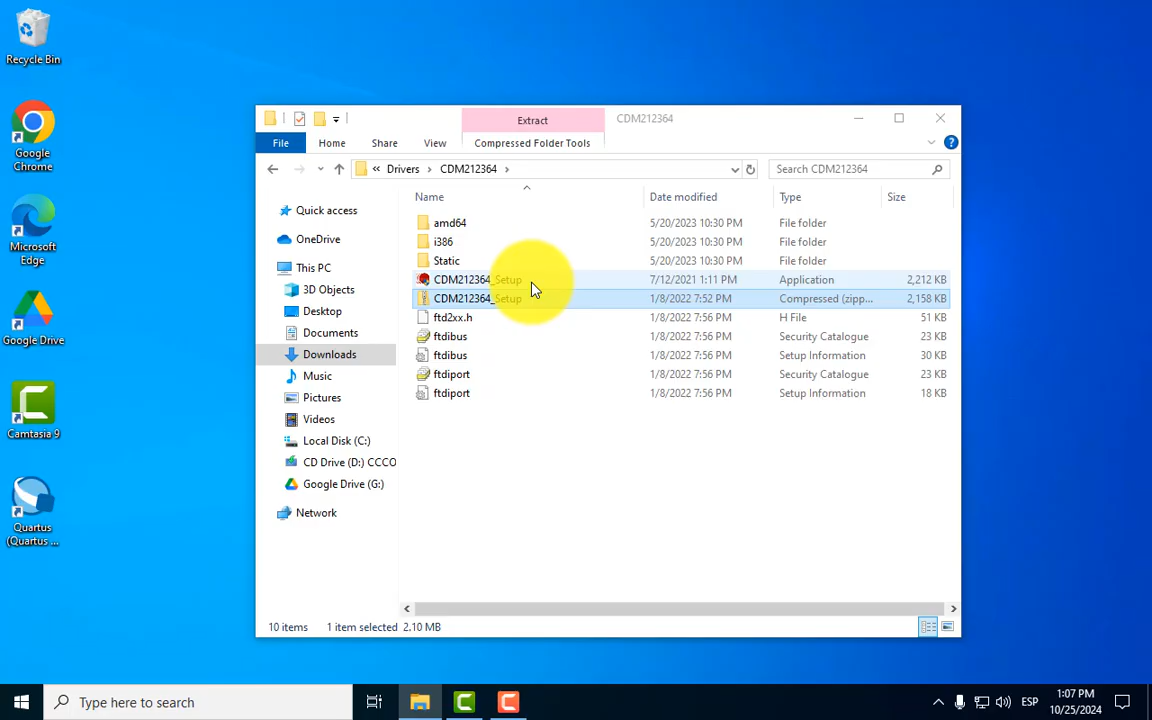 Recycle Bin
Google
Chrome
Microsoft
Edge
Google Drive
Camtasia 9
Quartus
(Quartus ...
Extract
CDM212364
File
Home
Share
View
Compressed Folder Tools
« Drivers > CDM212364 >
Search CDM212364
Quick access
OneDrive
This PC
3D Objects
Desktop
Documents
Downloads
Music
Pictures
Videos
Local Disk (C:)
CD Drive (D:) CCCO
Google Drive (G:)
Network
Name Date modified Type Size
amd64 5/20/2023 10:30 PM File folder
i386 5/20/2023 10:30 PM File folder
Static 5/20/2023 10:30 PM File folder
CDM212364_Setup 7/12/2021 1:11 PM Application 2,212 KB
CDM212364_Setup 1/8/2022 7:52 PM Compressed (zipp... 2,158 KB
ftd2xx.h 1/8/2022 7:56 PM H File 51 KB
ftdibus 1/8/2022 7:56 PM Security Catalogue 23 KB
ftdibus 1/8/2022 7:56 PM Setup Information 30 KB
ftdiport 1/8/2022 7:56 PM Security Catalogue 23 KB
ftdiport 1/8/2022 7:56 PM Setup Information 18 KB
10 items 1 item selected 2.10 MB
Type here to search
ESP
1:07 PM
10/25/2024